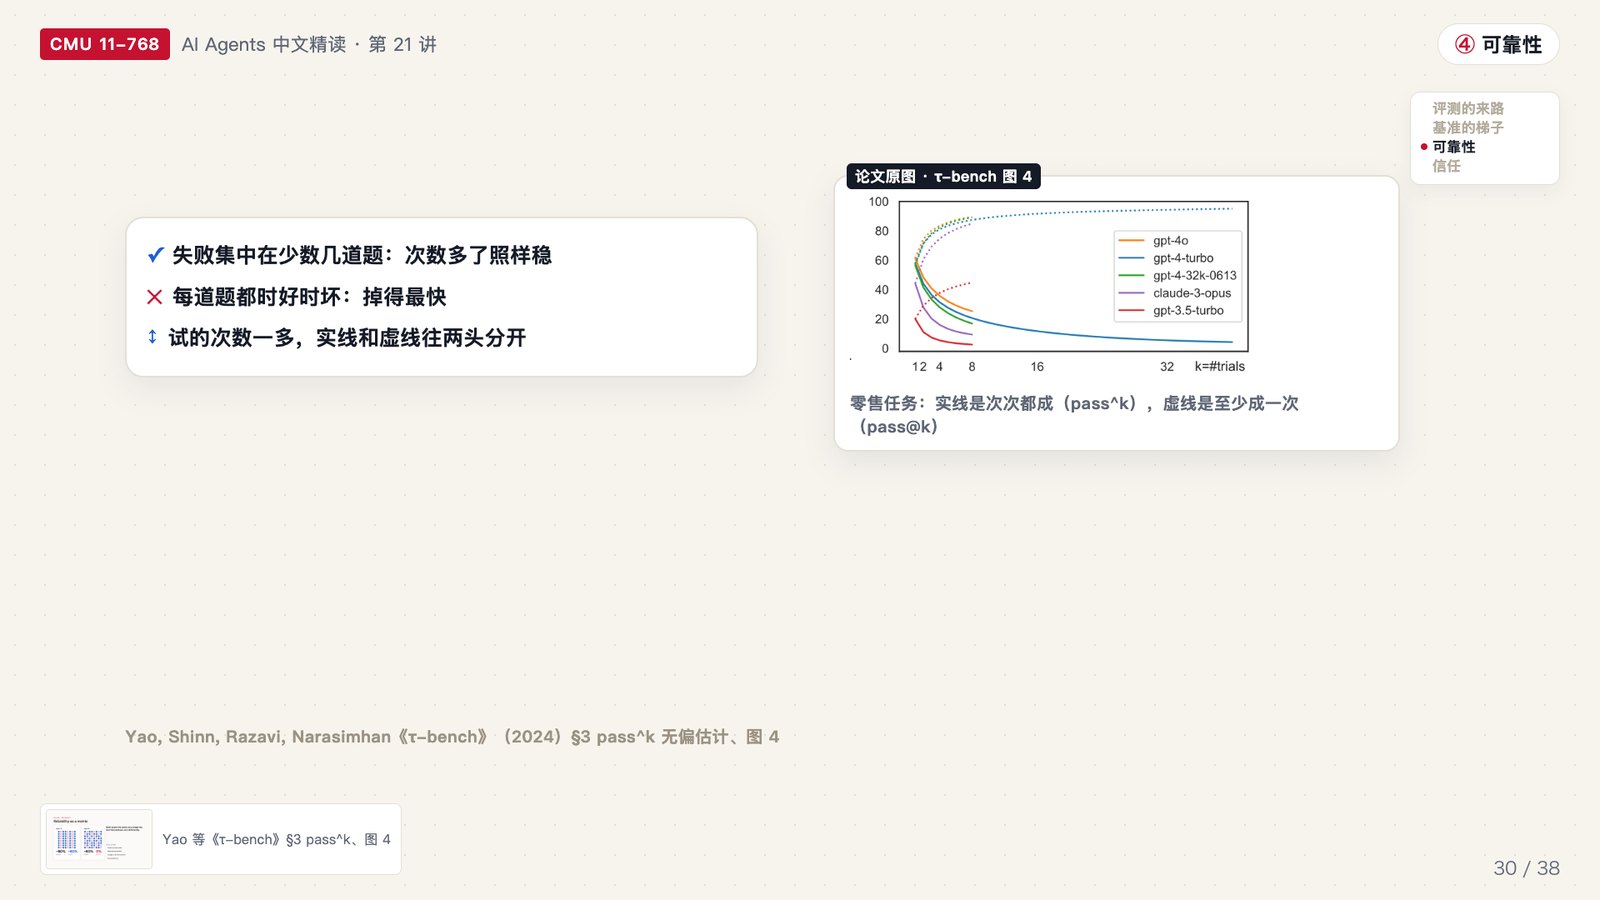 CMU 11-768 AI Agents 中文精读 · 第 21 讲
④ 可靠性
评测的来路
基准的梯子
可靠性
信任
✓ 失败集中在少数几道题：次数多了照样稳
✕ 每道题都时好时坏：掉得最快
↕ 试的次数一多，实线和虚线往两头分开
论文原图 · τ-bench 图 4
100
80
60
40
20
0
1 2 4 8 16 32 k=#trials
gpt-4o
gpt-4-turbo
gpt-4-32k-0613
claude-3-opus
gpt-3.5-turbo
零售任务：实线是次次都成（pass^k），虚线是至少成一次
（pass@k）
Yao, Shinn, Razavi, Narasimhan《τ-bench》（2024）§3 pass^k 无偏估计、图 4
Yao 等《τ-bench》§3 pass^k、图 4
30 / 38